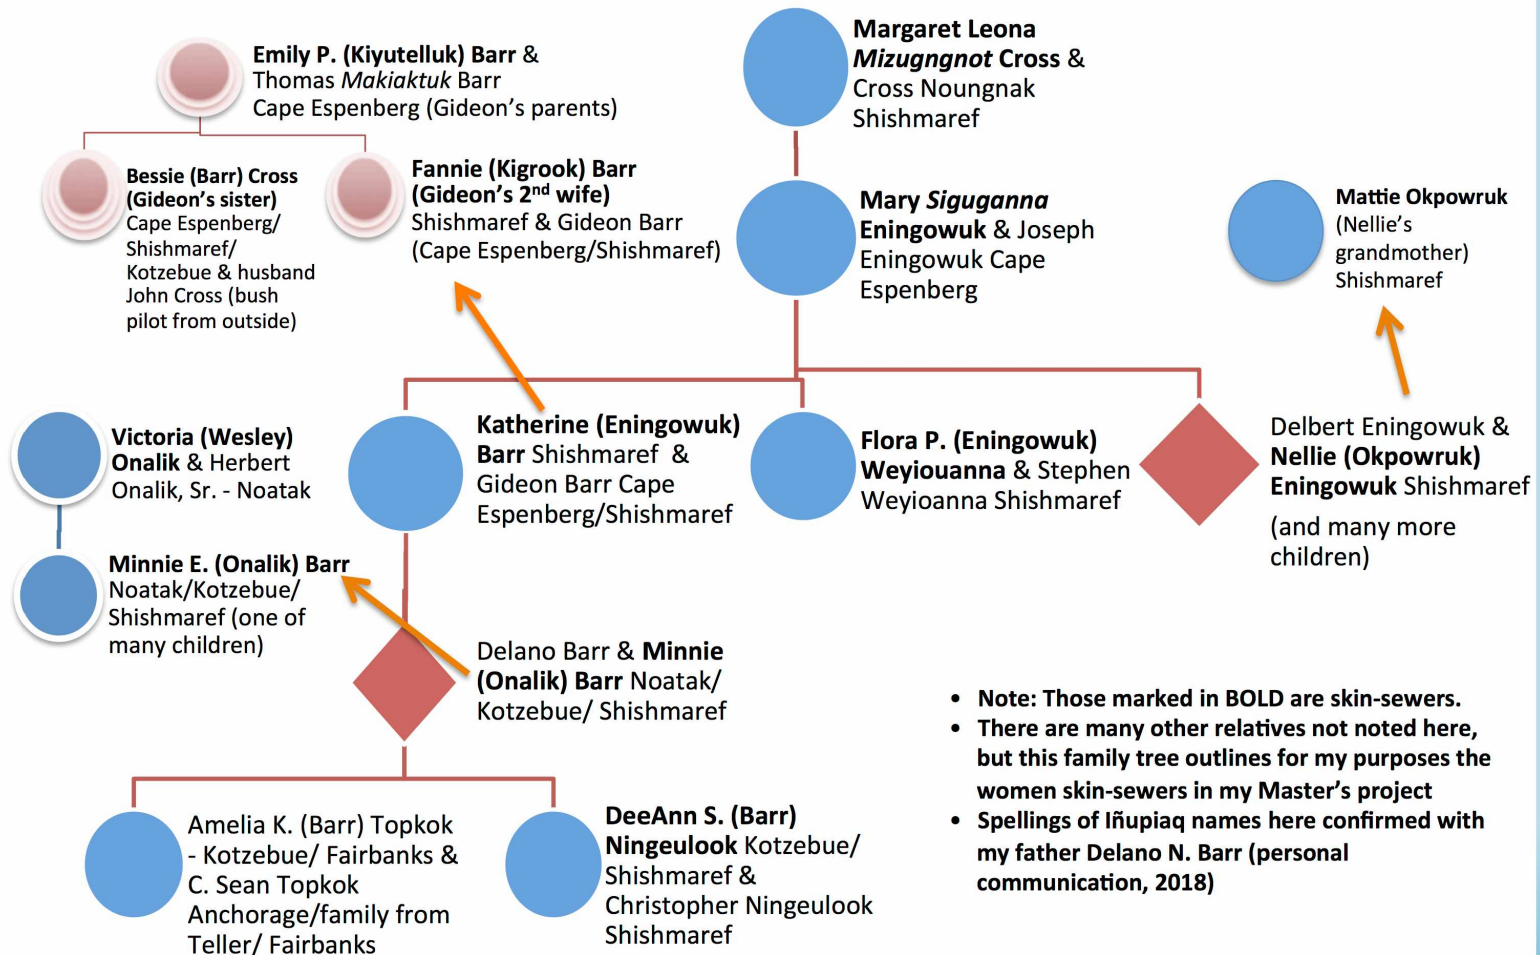 Emily P. (Kiyutelluk) Barr &
Thomas Makiaktuk Barr
Cape Espenberg (Gideon’s parents)
Margaret Leona
Mizugngnot Cross &
Cross Noungnak
Shishmaref
Bessie (Barr) Cross
(Gideon’s sister)
Cape Espenberg/
Shishmaref/
Kotzebue & husband
John Cross (bush
pilot from outside)
Fannie (Kigrook) Barr
(Gideon’s 2nd wife)
Shishmaref & Gideon Barr
(Cape Espenberg/Shishmaref)
Mary Siguganna
Eningowuk & Joseph
Eningowuk Cape
Espenberg
Mattie Okpowruk
(Nellie’s
grandmother)
Shishmaref
Victoria (Wesley)
Onalik & Herbert
Onalik, Sr. - Noatak
Katherine (Eningowuk)
Barr Shishmaref &
Gideon Barr Cape
Espenberg/Shishmaref
Flora P. (Eningowuk)
Weyiouanna & Stephen
Weyioanna Shishmaref
Delbert Eningowuk &
Nellie (Okpowruk)
Eningowuk Shishmaref
(and many more
children)
Minnie E. (Onalik) Barr
Noatak/Kotzebue/
Shishmaref (one of
many children)
Delano Barr & Minnie
(Onalik) Barr Noatak/
Kotzebue/ Shishmaref
• Note: Those marked in BOLD are skin-sewers.
• There are many other relatives not noted here,
but this family tree outlines for my purposes the
women skin-sewers in my Master’s project
• Spellings of Iñupiaq names here confirmed with
my father Delano N. Barr (personal
communication, 2018)
Amelia K. (Barr) Topkok
- Kotzebue/ Fairbanks &
C. Sean Topkok
Anchorage/family from
Teller/ Fairbanks
DeeAnn S. (Barr)
Ningeulook Kotzebue/
Shishmaref &
Christopher Ningeulook
Shishmaref